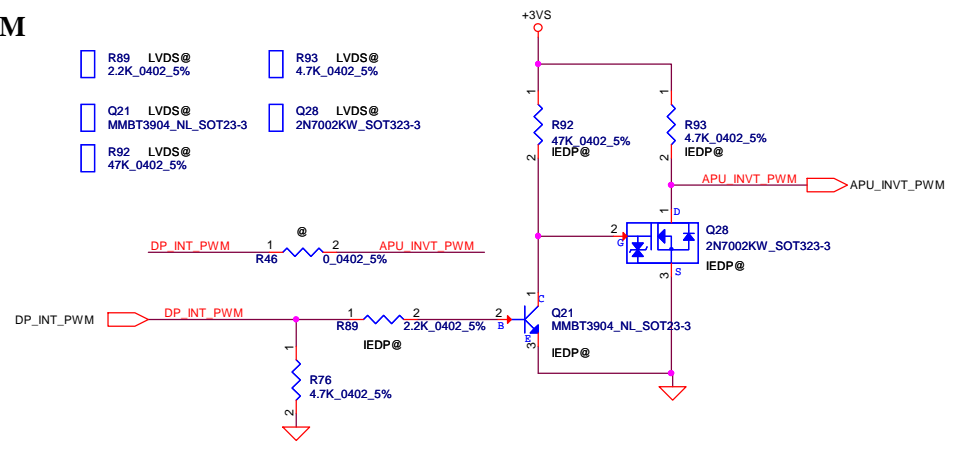 M
+3VS
R89 LVDS@
2.2K_0402_5%
R93 LVDS@
4.7K_0402_5%
Q21 LVDS@
MMBT3904_NL_SOT23-3
Q28 LVDS@
2N7002KW_SOT323-3
R92 LVDS@
47K_0402_5%
1
R92
47K_0402_5%
IEDP@
2
1
R93
4.7K_0402_5%
IEDP@
2
APU_INVT_PWM
APU_INVT_PWM
1
D
2
G
Q28
2N7002KW_SOT323-3
IEDP@
3
S
@
DP_INT_PWM
1
2
APU_INVT_PWM
R46
0_0402_5%
DP_INT_PWM
DP_INT_PWM
1
2
R89
2.2K_0402_5%
IEDP@
2
B
1
C
Q21
MMBT3904_NL_SOT23-3
E
3
IEDP@
1
R76
4.7K_0402_5%
2